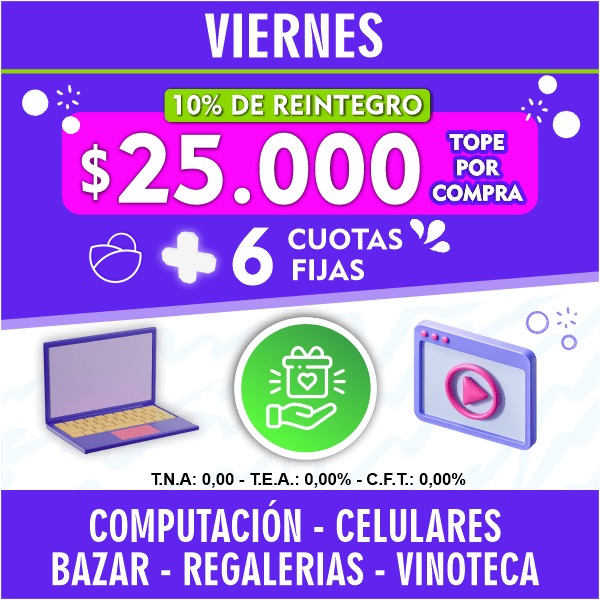 VIERNES
10% DE REINTEGRO
$25.000
TOPE
POR
COMPRA
+ 6 CUOTAS
FIJAS
T.N.A: 0,00 - T.E.A.: 0,00% - C.F.T.: 0,00%
COMPUTACIÓN - CELULARES
BAZAR - REGALERIAS - VINOTECA